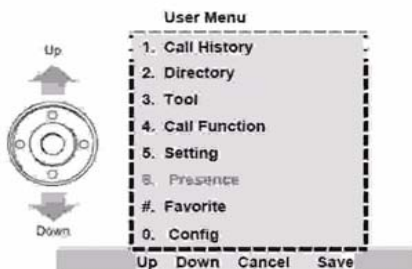 User Menu
Up
1. Call History
2. Directory
3. Tool
4. Call Function
5. Setting
6. Presence
#. Favorite
0. Config
Down
Up Down Cancel Save